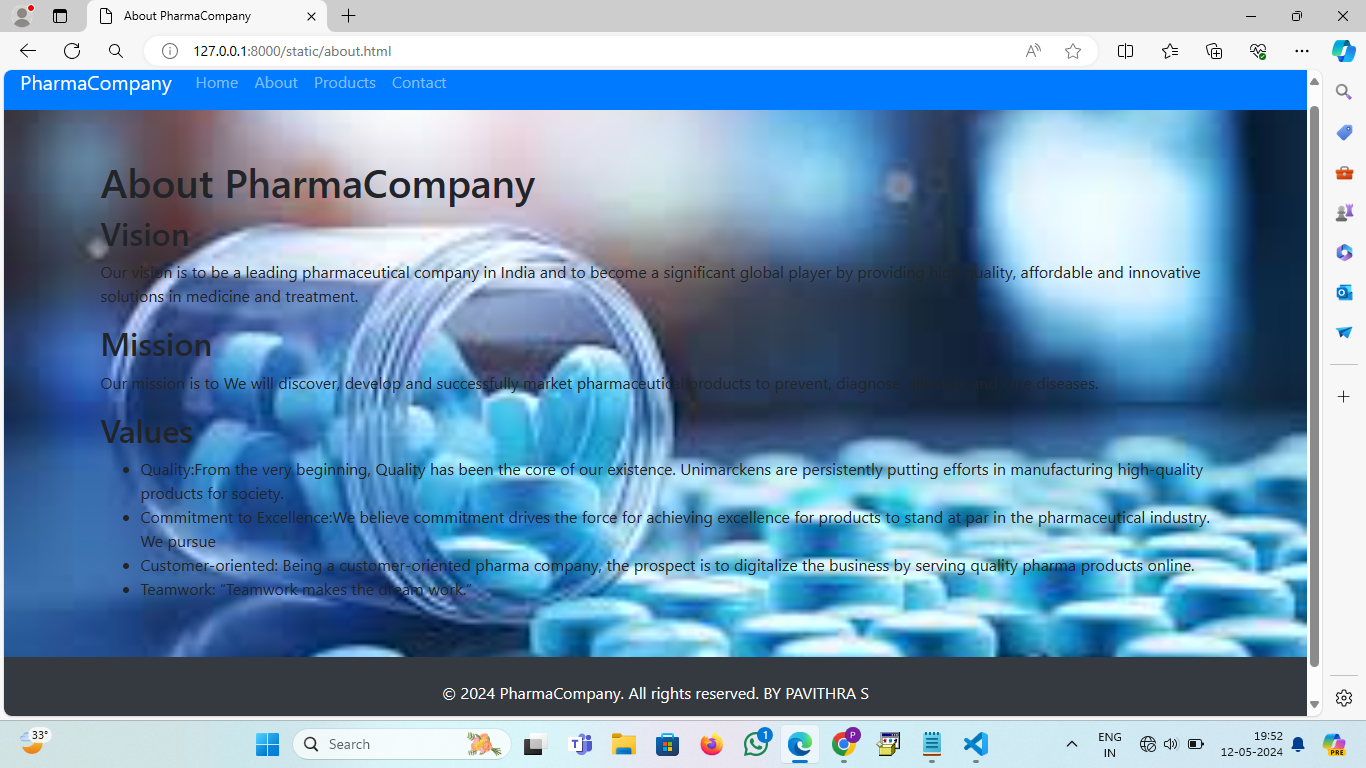 About PharmaCompany
127.0.0.1:8000/static/about.html
PharmaCompany Home About Products Contact
About PharmaCompany
Vision
Our vision is to be a leading pharmaceutical company in India and to become a significant global player by providing high quality, affordable and innovative
solutions in medicine and treatment.
Mission
Our mission is to We will discover, develop and successfully market pharmaceutical products to prevent, diagnose, diseases.
Values
Quality:From the very beginning, Quality has been the core of our existence. Unimarckens are persistently putting efforts in manufacturing high-quality
products for society.
Commitment to Excellence:We believe commitment drives the force for achieving excellence for products to stand at par in the pharmaceutical industry.
We pursue
Customer-oriented: Being a customer-oriented pharma company, the prospect is to digitalize the business by serving quality pharma products online.
Teamwork: “Teamwork makes the dream work.”
© 2024 PharmaCompany. All rights reserved. BY PAVITHRA S
33°
Search
1
P
ENG
IN
19:52
12-05-2024
PRE